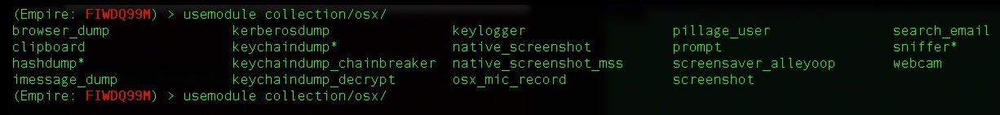 (Empire: FIWDQ99M) > usemodule collection/osx/
browser_dump kerberosdump keylogger pillage_user search_email
clipboard keychaindump* native_screenshot prompt sniffer*
hashdump* keychaindump_chainbreaker native_screenshot_mss screensaver_alleyoop webcam
imessage_dump keychaindump_decrypt osx_mic_record screenshot
(Empire: FIWDQ99M) > usemodule collection/osx/